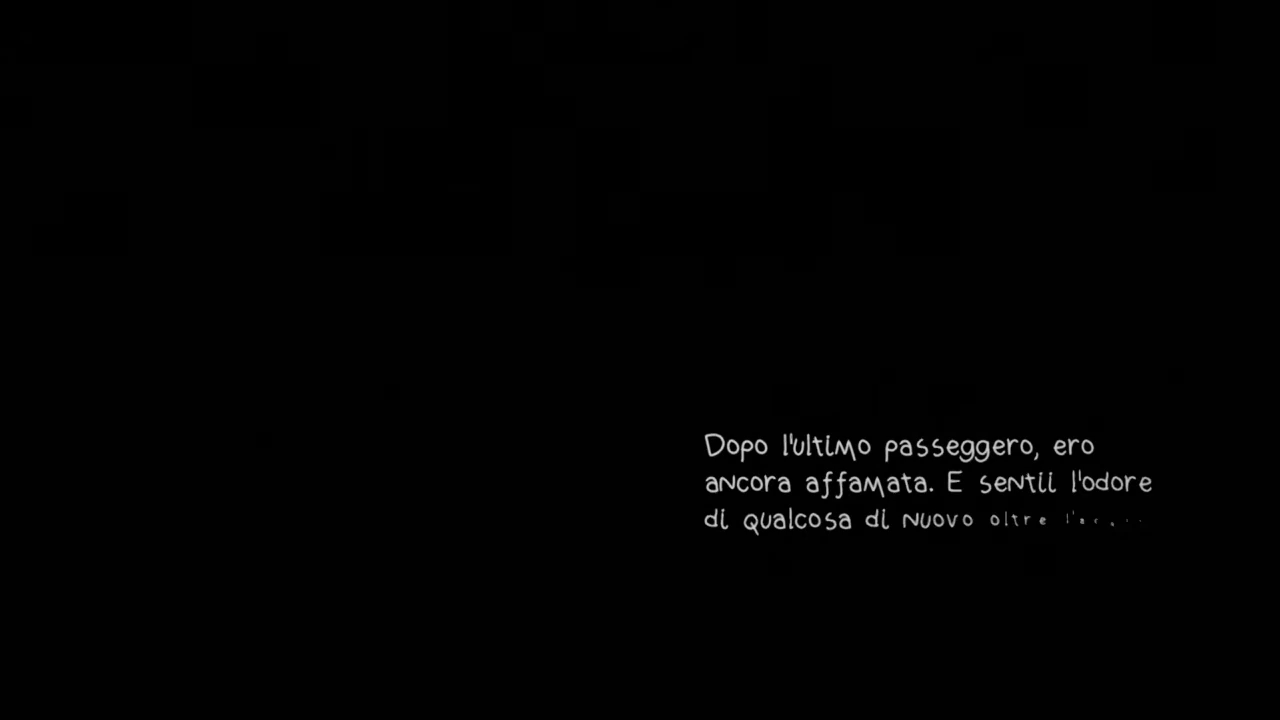 Dopo l'ultimo passeggero, ero
ancora affamata. E sentii l'odore
di qualcosa di nuovo oltre